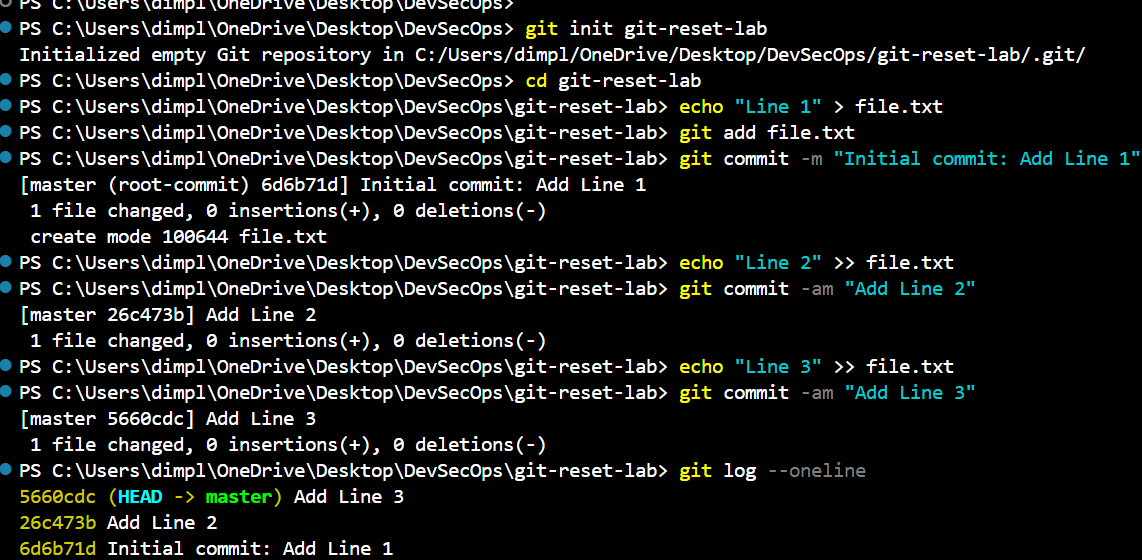 PS C:\Users\dimpl\OneDrive\Desktop\DevSecOps>
PS C:\Users\dimpl\OneDrive\Desktop\DevSecOps> git init git-reset-lab
Initialized empty Git repository in C:/Users/dimpl/OneDrive/Desktop/DevSecOps/git-reset-lab/.git/
PS C:\Users\dimpl\OneDrive\Desktop\DevSecOps> cd git-reset-lab
PS C:\Users\dimpl\OneDrive\Desktop\DevSecOps\git-reset-lab> echo "Line 1" > file.txt
PS C:\Users\dimpl\OneDrive\Desktop\DevSecOps\git-reset-lab> git add file.txt
PS C:\Users\dimpl\OneDrive\Desktop\DevSecOps\git-reset-lab> git commit -m "Initial commit: Add Line 1"
[master (root-commit) 6d6b71d] Initial commit: Add Line 1
 1 file changed, 0 insertions(+), 0 deletions(-)
 create mode 100644 file.txt
PS C:\Users\dimpl\OneDrive\Desktop\DevSecOps\git-reset-lab> echo "Line 2" >> file.txt
PS C:\Users\dimpl\OneDrive\Desktop\DevSecOps\git-reset-lab> git commit -am "Add Line 2"
[master 26c473b] Add Line 2
 1 file changed, 0 insertions(+), 0 deletions(-)
PS C:\Users\dimpl\OneDrive\Desktop\DevSecOps\git-reset-lab> echo "Line 3" >> file.txt
PS C:\Users\dimpl\OneDrive\Desktop\DevSecOps\git-reset-lab> git commit -am "Add Line 3"
[master 5660cdc] Add Line 3
 1 file changed, 0 insertions(+), 0 deletions(-)
PS C:\Users\dimpl\OneDrive\Desktop\DevSecOps\git-reset-lab> git log --oneline
5660cdc (HEAD -> master) Add Line 3
26c473b Add Line 2
6d6b71d Initial commit: Add Line 1